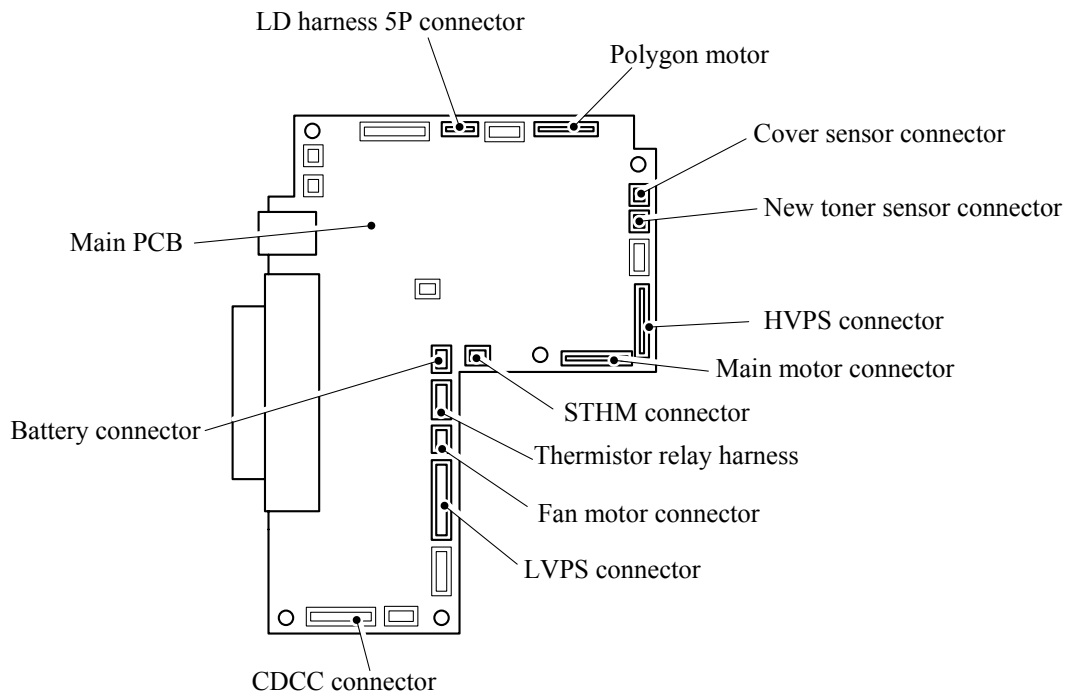 LD harness 5P connector
Polygon motor
Cover sensor connector
New toner sensor connector
Main PCB
HVPS connector
Main motor connector
STHM connector
Battery connector
Thermistor relay harness
Fan motor connector
LVPS connector
CDCC connector